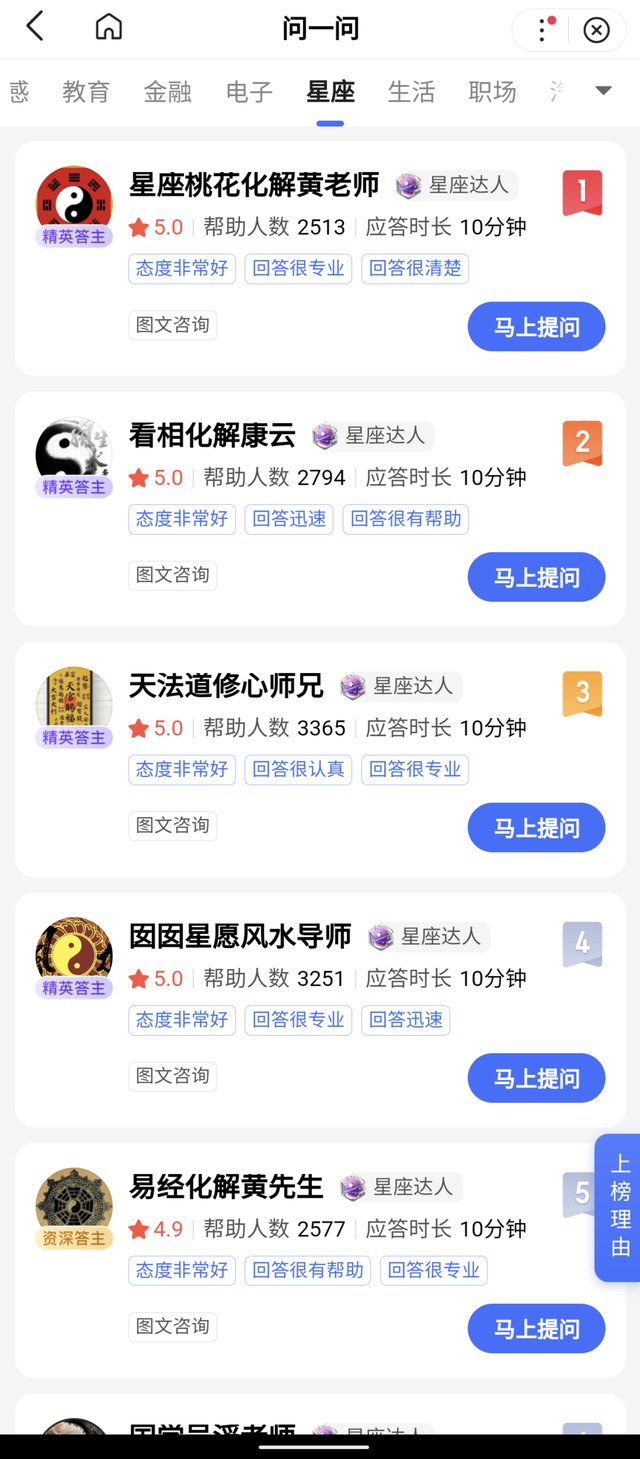 问一问
教育 金融 电子 星座 生活 职场
星座桃花化解黄老师 星座达人 1
精英答主
5.0 帮助人数 2513 应答时长 10分钟
态度非常好 回答很专业 回答很清楚
图文咨询 马上提问
看相化解康云 星座达人 2
精英答主
5.0 帮助人数 2794 应答时长 10分钟
态度非常好 回答迅速 回答很有帮助
图文咨询 马上提问
天法道修心师兄 星座达人 3
精英答主
5.0 帮助人数 3365 应答时长 10分钟
态度非常好 回答很认真 回答很专业
图文咨询 马上提问
囡囡星愿风水导师 星座达人 4
精英答主
5.0 帮助人数 3251 应答时长 10分钟
态度非常好 回答很专业 回答迅速
图文咨询 马上提问
易经化解黄先生 星座达人 5
资深答主
4.9 帮助人数 2577 应答时长 10分钟
态度非常好 回答很有帮助 回答很专业
图文咨询 马上提问
上榜理由